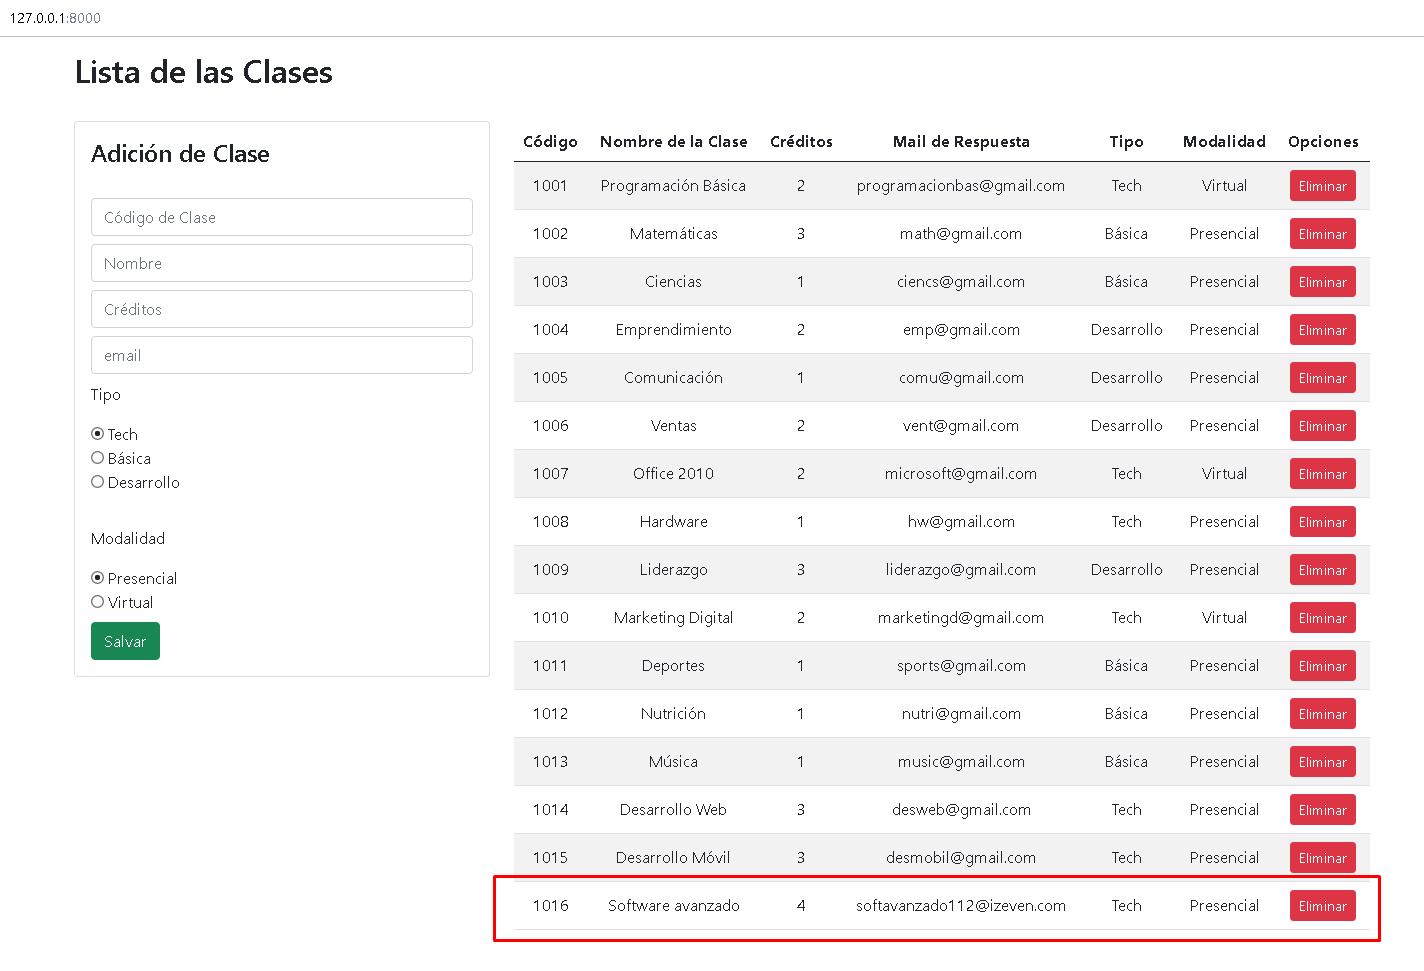 127.0.0.1:8000
Lista de las Clases
Adición de Clase
Código de Clase
Nombre
Créditos
email
Tipo
Tech
Básica
Desarrollo
Modalidad
Presencial
Virtual
Salvar
Código Nombre de la Clase Créditos Mail de Respuesta Tipo Modalidad Opciones
1001 Programación Básica 2 programacionbas@gmail.com Tech Virtual Eliminar
1002 Matemáticas 3 math@gmail.com Básica Presencial Eliminar
1003 Ciencias 1 ciencs@gmail.com Básica Presencial Eliminar
1004 Emprendimiento 2 emp@gmail.com Desarrollo Presencial Eliminar
1005 Comunicación 1 comu@gmail.com Desarrollo Presencial Eliminar
1006 Ventas 2 vent@gmail.com Desarrollo Presencial Eliminar
1007 Office 2010 2 microsoft@gmail.com Tech Virtual Eliminar
1008 Hardware 1 hw@gmail.com Tech Presencial Eliminar
1009 Liderazgo 3 liderazgo@gmail.com Desarrollo Presencial Eliminar
1010 Marketing Digital 2 marketingd@gmail.com Tech Virtual Eliminar
1011 Deportes 1 sports@gmail.com Básica Presencial Eliminar
1012 Nutrición 1 nutri@gmail.com Básica Presencial Eliminar
1013 Música 1 music@gmail.com Básica Presencial Eliminar
1014 Desarrollo Web 3 desweb@gmail.com Tech Presencial Eliminar
1015 Desarrollo Móvil 3 desmobil@gmail.com Tech Presencial Eliminar
1016 Software avanzado 4 softavanzado112@izeven.com Tech Presencial Eliminar